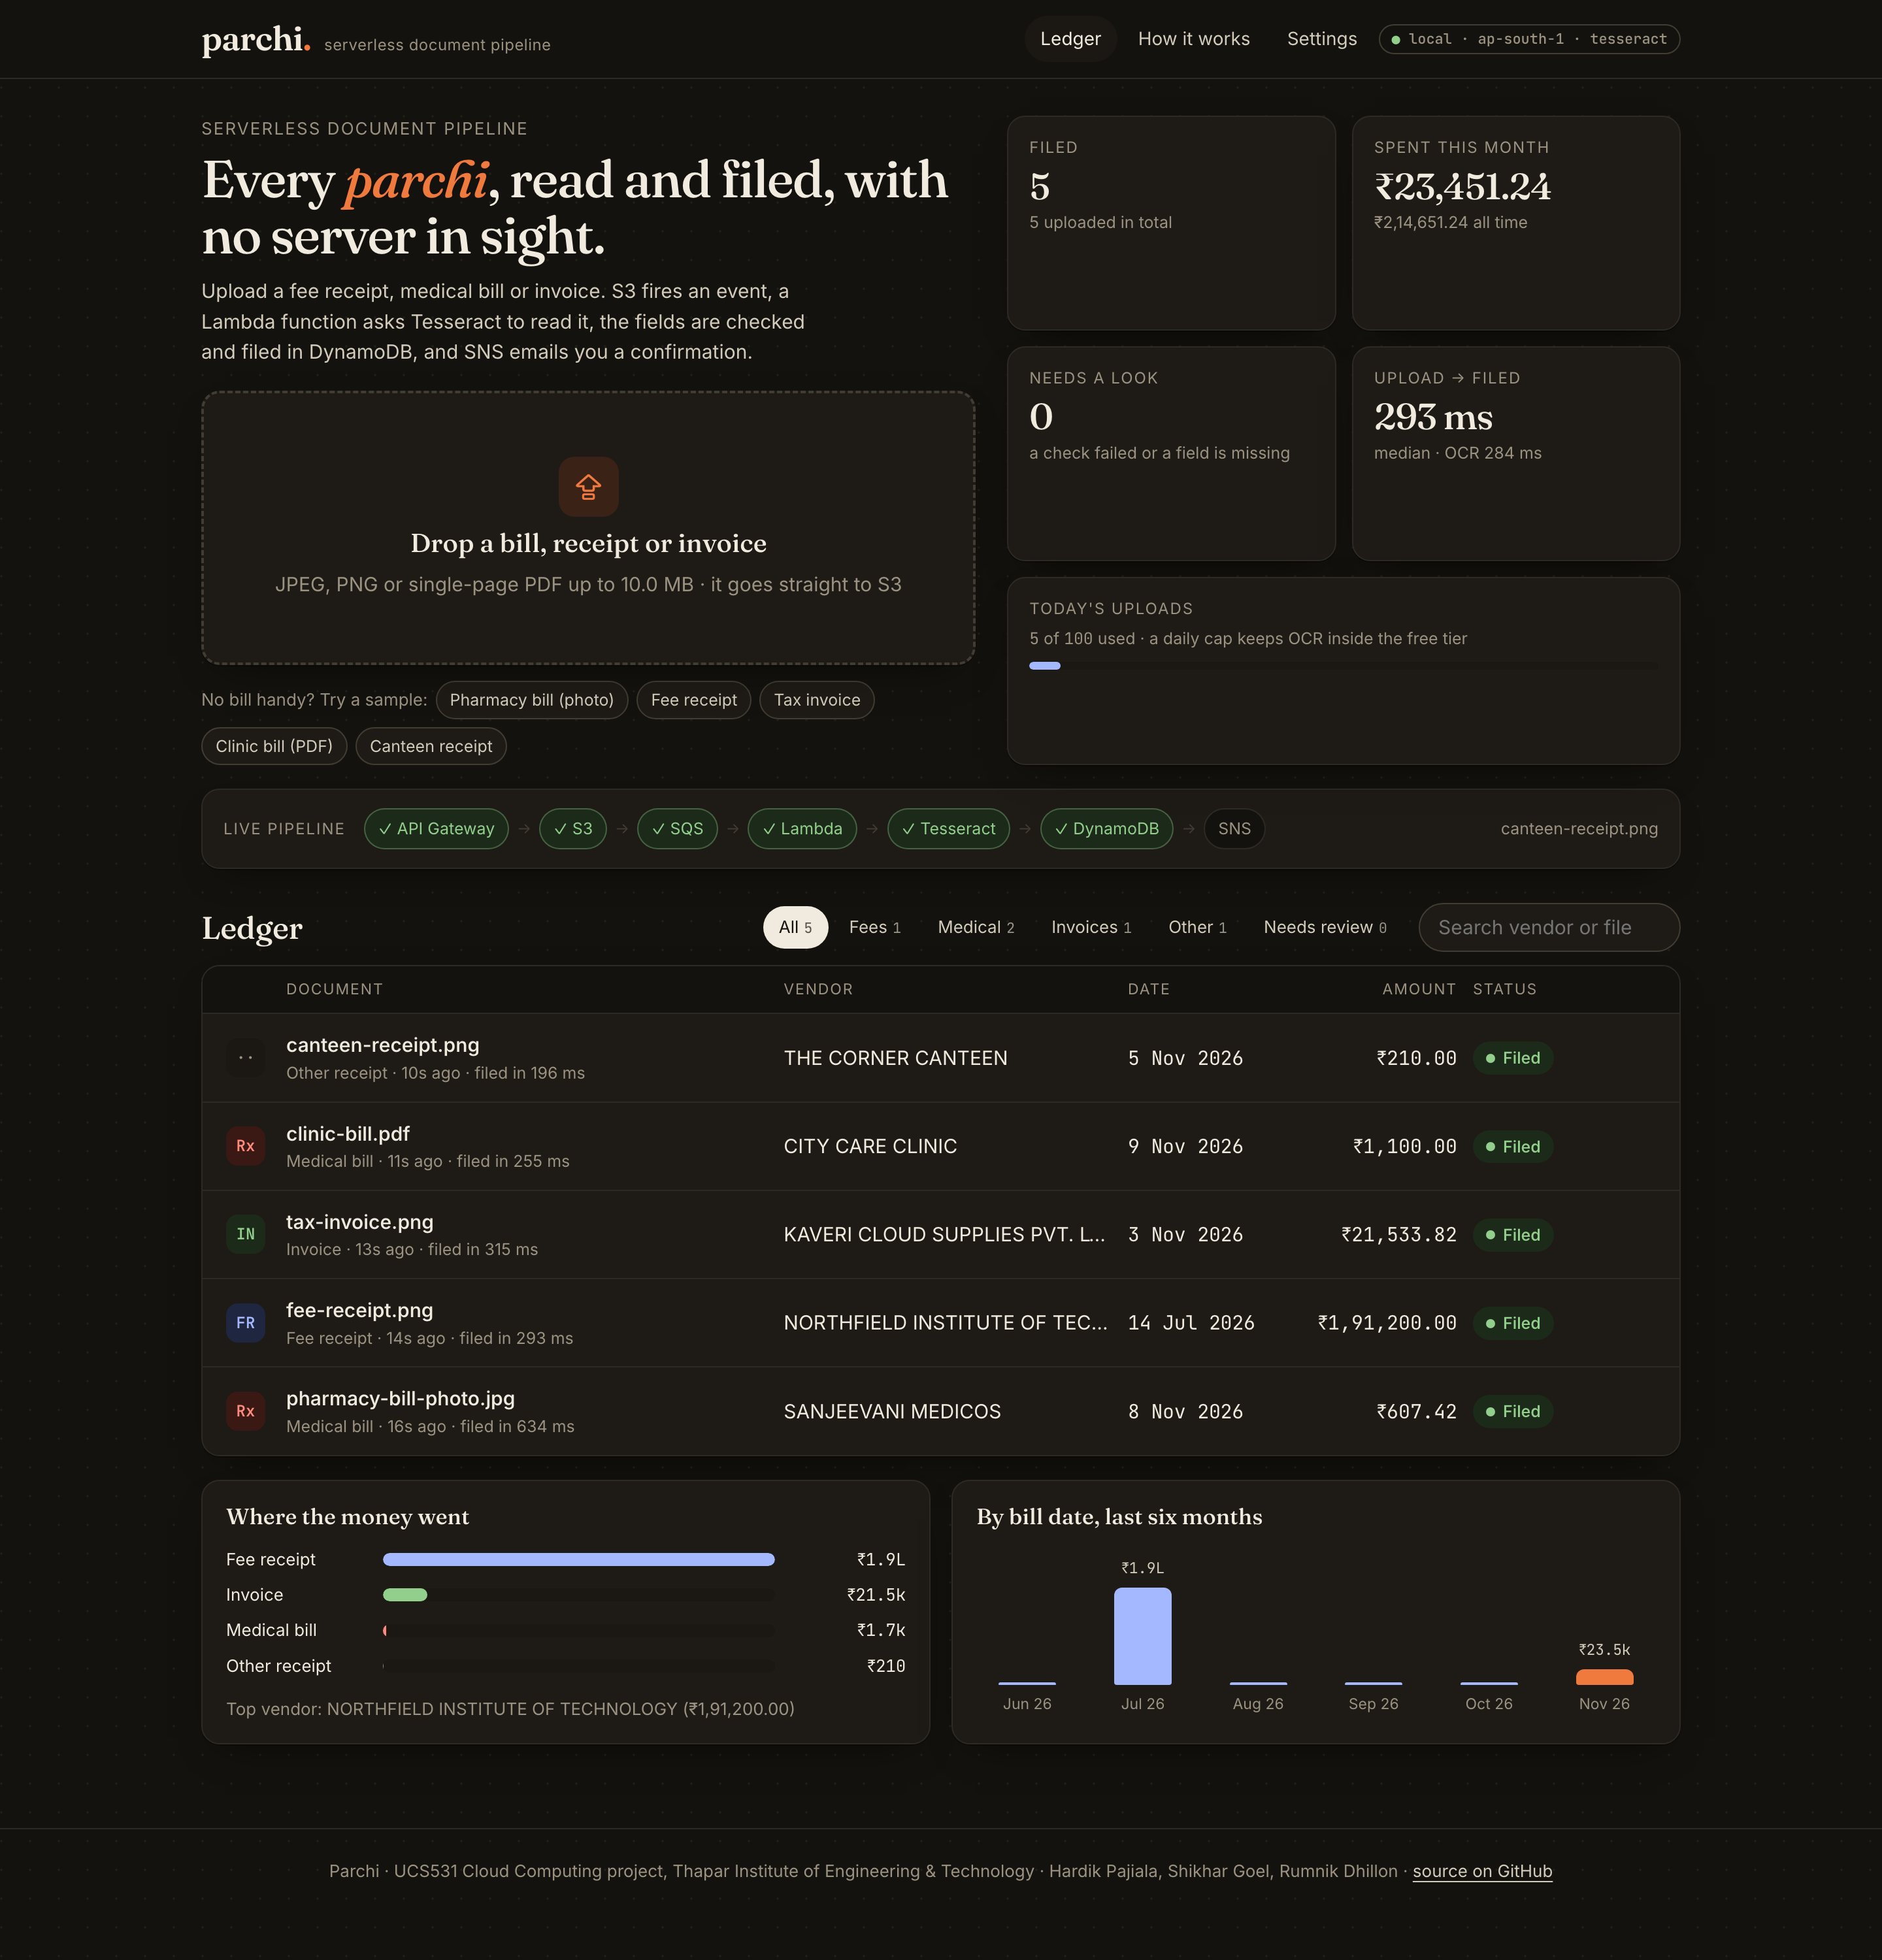 parchi. serverless document pipeline
Ledger How it works Settings local · ap-south-1 · tesseract
SERVERLESS DOCUMENT PIPELINE
Every parchi, read and filed, with
no server in sight.
Upload a fee receipt, medical bill or invoice. S3 fires an event, a
Lambda function asks Tesseract to read it, the fields are checked
and filed in DynamoDB, and SNS emails you a confirmation.
Drop a bill, receipt or invoice
JPEG, PNG or single-page PDF up to 10.0 MB · it goes straight to S3
No bill handy? Try a sample: Pharmacy bill (photo) Fee receipt Tax invoice
Clinic bill (PDF) Canteen receipt
FILED
5
5 uploaded in total
SPENT THIS MONTH
₹23,451.24
₹2,14,651.24 all time
NEEDS A LOOK
0
a check failed or a field is missing
UPLOAD → FILED
293 ms
median · OCR 284 ms
TODAY'S UPLOADS
5 of 100 used · a daily cap keeps OCR inside the free tier
LIVE PIPELINE ✓ API Gateway → ✓ S3 → ✓ SQS → ✓ Lambda → ✓ Tesseract → ✓ DynamoDB → SNS canteen-receipt.png
Ledger All 5 Fees 1 Medical 2 Invoices 1 Other 1 Needs review 0 Search vendor or file
DOCUMENT VENDOR DATE AMOUNT STATUS
·· canteen-receipt.png THE CORNER CANTEEN 5 Nov 2026 ₹210.00 Filed
Other receipt · 10s ago · filed in 196 ms
Rx clinic-bill.pdf CITY CARE CLINIC 9 Nov 2026 ₹1,100.00 Filed
Medical bill · 11s ago · filed in 255 ms
IN tax-invoice.png KAVERI CLOUD SUPPLIES PVT. L... 3 Nov 2026 ₹21,533.82 Filed
Invoice · 13s ago · filed in 315 ms
FR fee-receipt.png NORTHFIELD INSTITUTE OF TEC... 14 Jul 2026 ₹1,91,200.00 Filed
Fee receipt · 14s ago · filed in 293 ms
Rx pharmacy-bill-photo.jpg SANJEEVANI MEDICOS 8 Nov 2026 ₹607.42 Filed
Medical bill · 16s ago · filed in 634 ms
Where the money went
Fee receipt ₹1.9L
Invoice ₹21.5k
Medical bill ₹1.7k
Other receipt ₹210
Top vendor: NORTHFIELD INSTITUTE OF TECHNOLOGY (₹1,91,200.00)
By bill date, last six months
₹1.9L
₹23.5k
Jun 26 Jul 26 Aug 26 Sep 26 Oct 26 Nov 26
Parchi · UCS531 Cloud Computing project, Thapar Institute of Engineering & Technology · Hardik Pajiala, Shikhar Goel, Rumnik Dhillon · source on GitHub